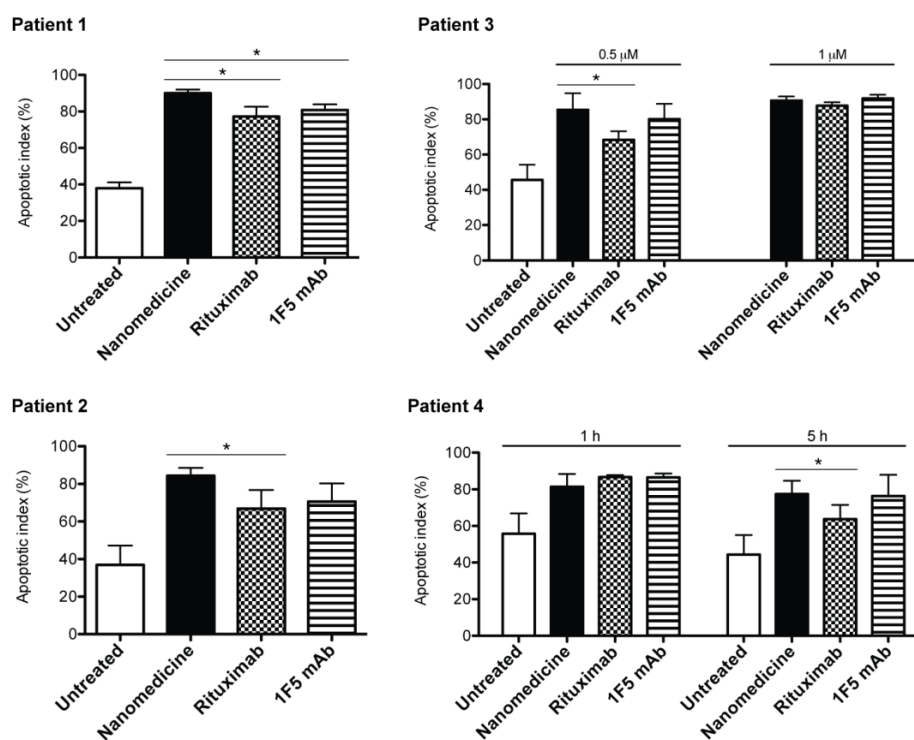 Patient 1
*
*
Apoptotic index (%)
100
80
60
40
20
0
Untreated
Nanomedicine
Rituximab
1F5 mAb
Patient 3
0.5 µM
1 µM
*
Apoptotic index (%)
100
80
60
40
20
0
Untreated
Nanomedicine
Rituximab
1F5 mAb
Nanomedicine
Rituximab
1F5 mAb
Patient 2
*
Apoptotic index (%)
100
80
60
40
20
0
Untreated
Nanomedicine
Rituximab
1F5 mAb
Patient 4
1 h
5 h
*
Apoptotic index (%)
100
80
60
40
20
0
Untreated
Nanomedicine
Rituximab
1F5 mAb
Untreated
Nanomedicine
Rituximab
1F5 mAb